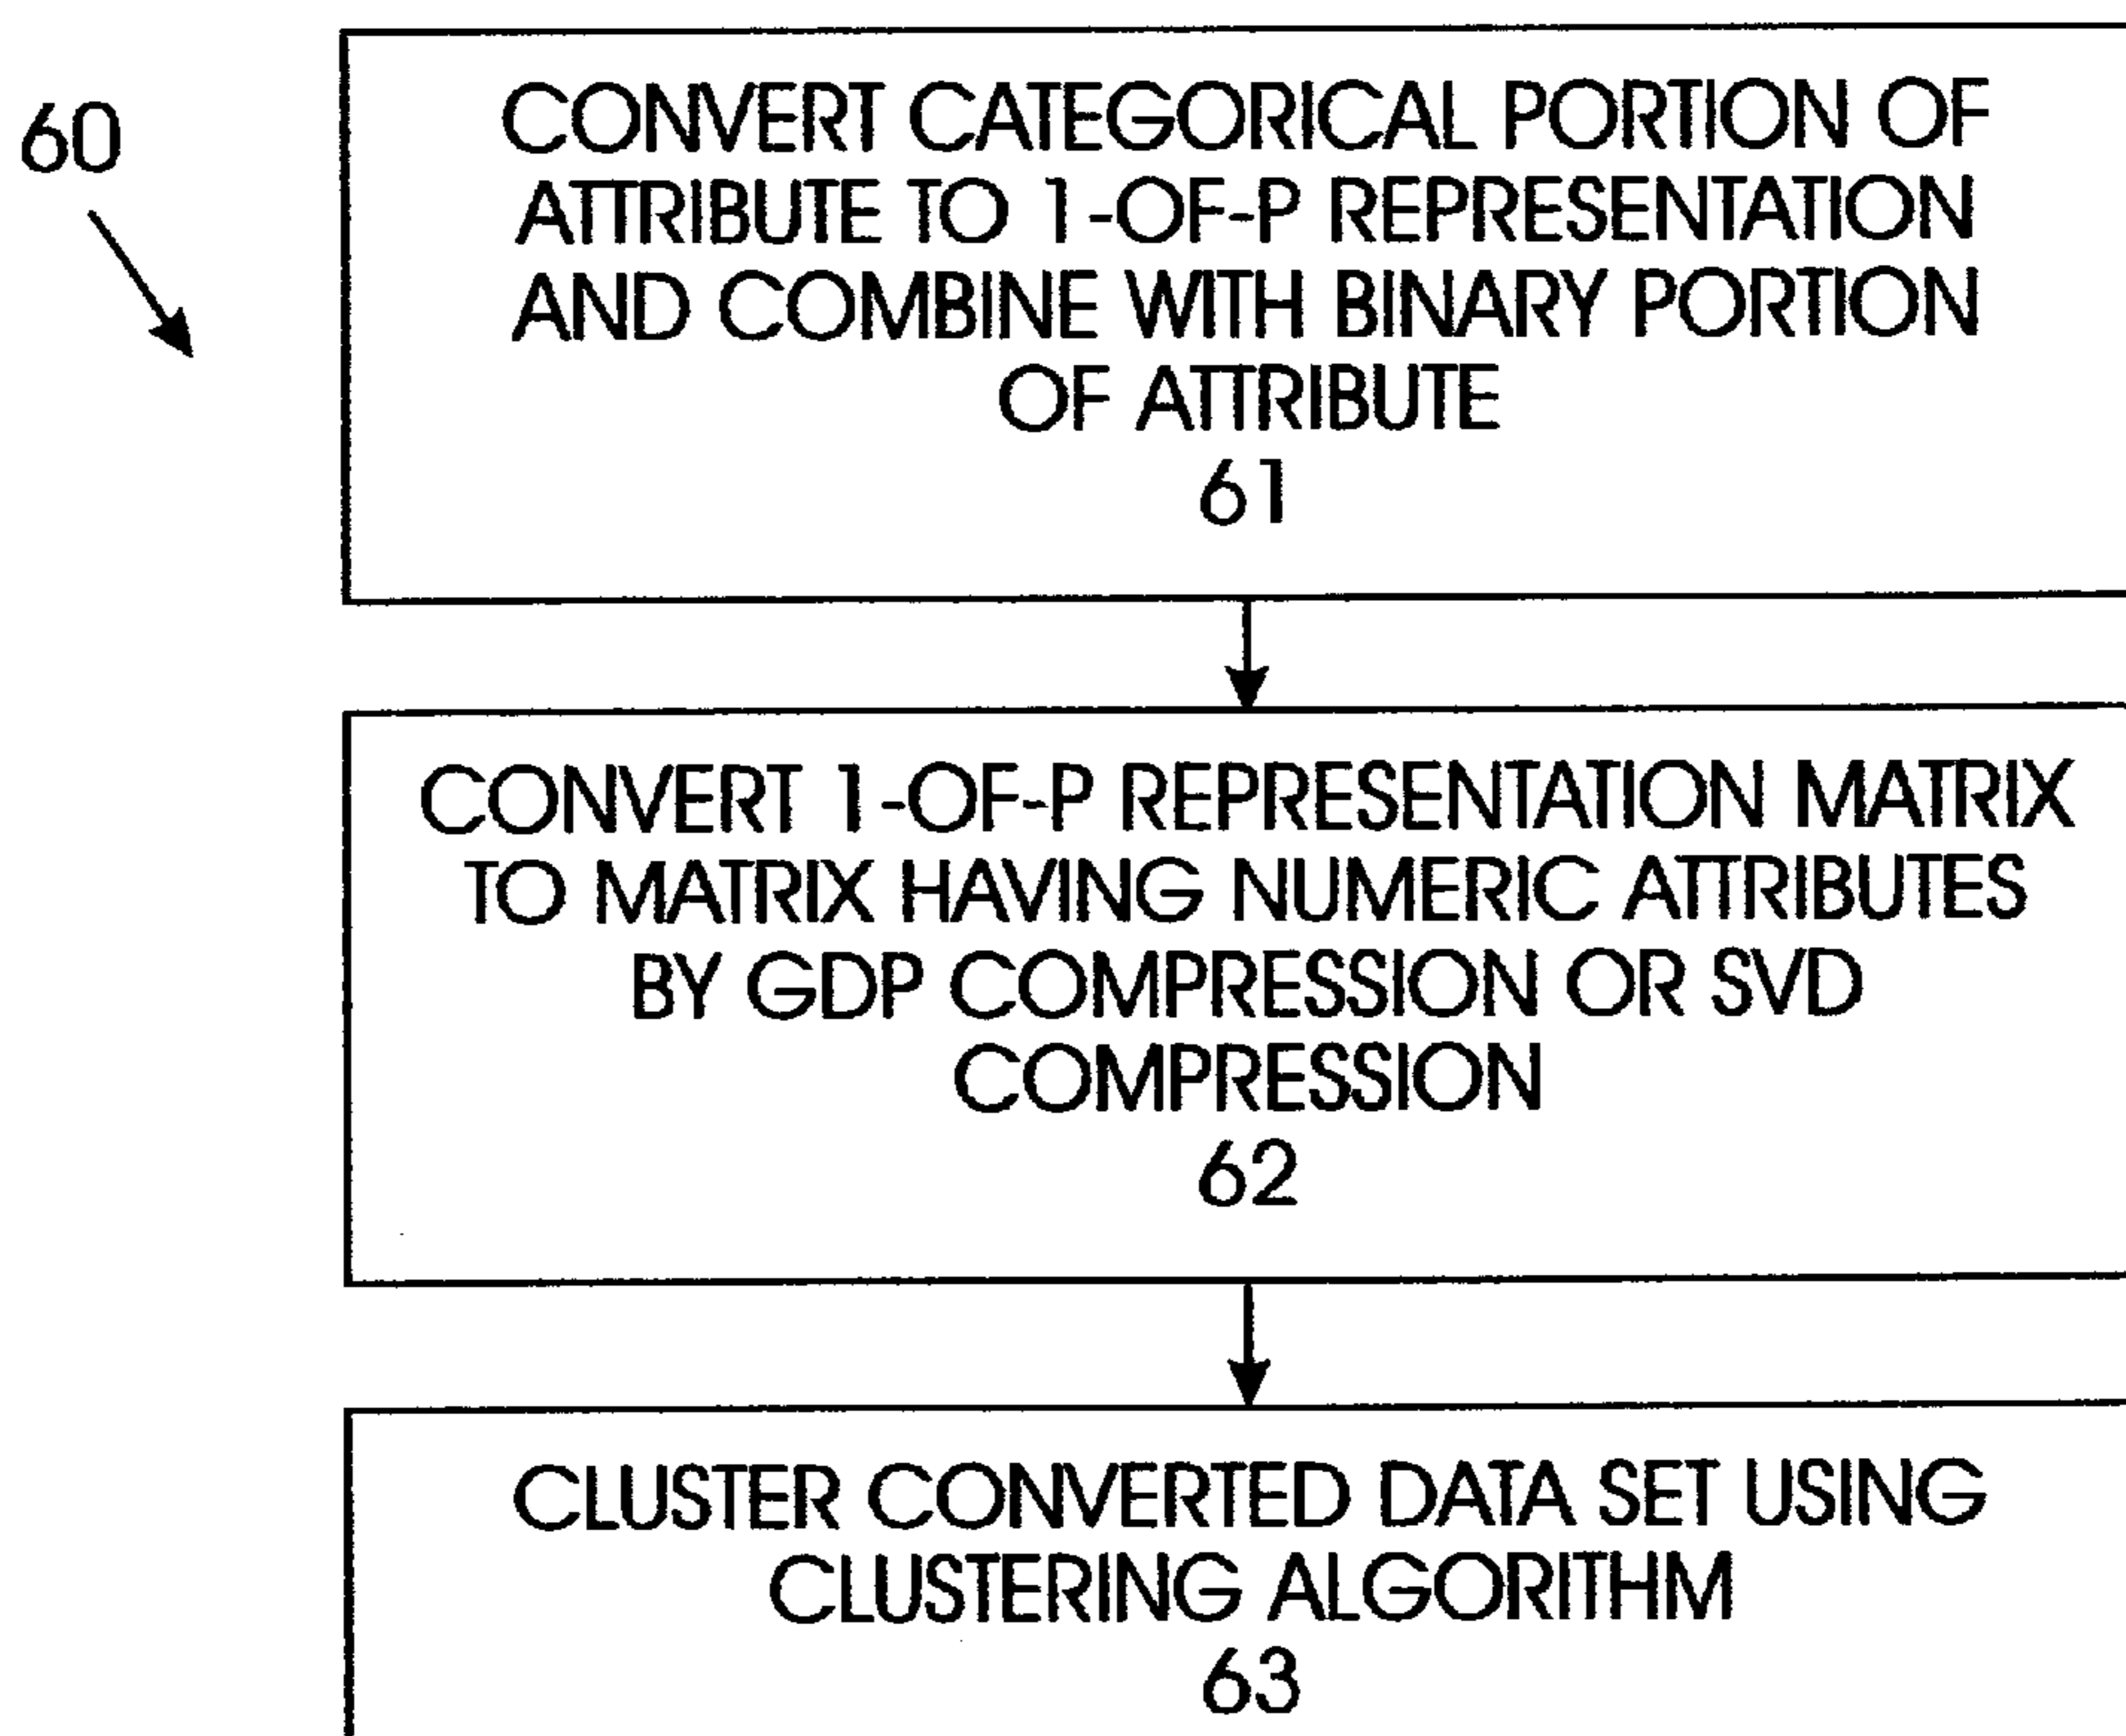 60
CONVERT CATEGORICAL PORTION OF
ATTRIBUTE TO 1-OF-P REPRESENTATION
AND COMBINE WITH BINARY PORTION
OF ATTRIBUTE
61
CONVERT 1-OF-P REPRESENTATION MATRIX
TO MATRIX HAVING NUMERIC ATTRIBUTES
BY GDP COMPRESSION OR SVD
COMPRESSION
62
CLUSTER CONVERTED DATA SET USING
CLUSTERING ALGORITHM
63